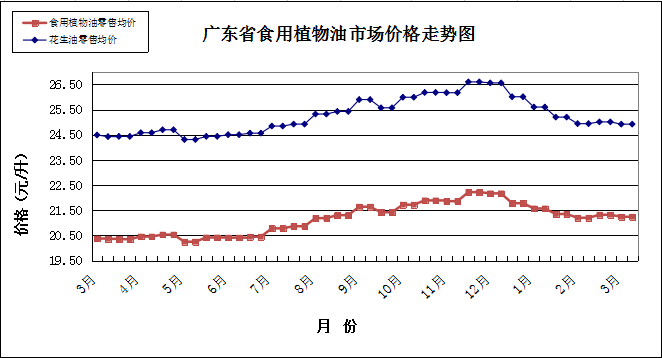 食用植物油零售均价
花生油零售均价
广东省食用植物油市场价格走势图
价格（元/升）
26.50
25.50
24.50
23.50
22.50
21.50
20.50
19.50
3月 4月 5月 6月 7月 8月 9月 10月 11月 12月 1月 2月 3月
月 份